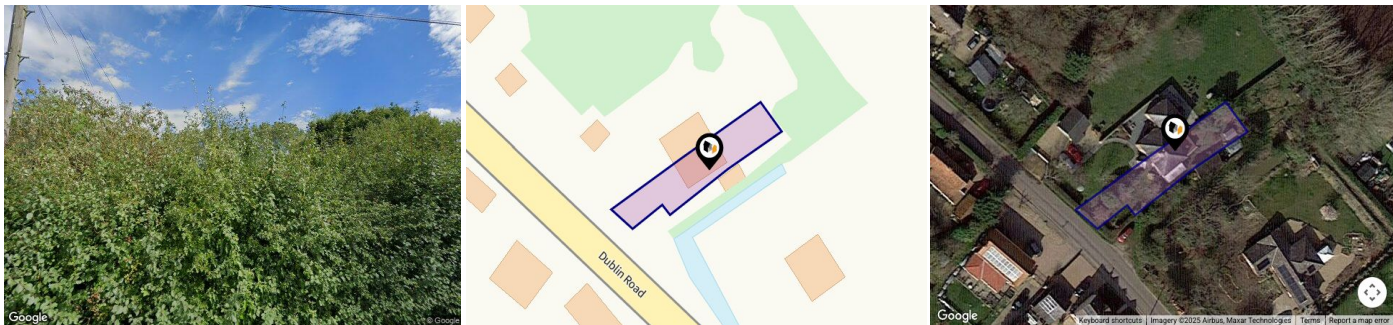 Google
© Google
Dublin Road
Google
Keyboard shortcuts
Imagery ©2025 Airbus, Maxar Technologies
Terms
Report a map error